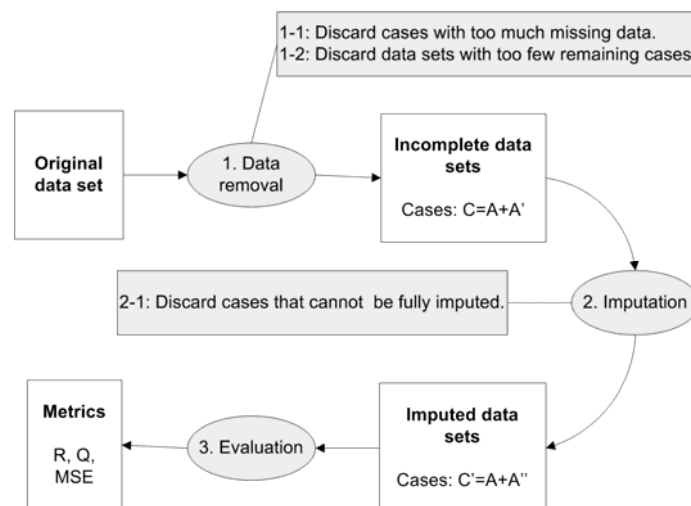 1-1: Discard cases with too much missing data.
1-2: Discard data sets with too few remaining cases
Original
data set
1. Data
removal
Incomplete data
sets
Cases: C=A+A’
2-1: Discard cases that cannot be fully imputed.
2. Imputation
Metrics
R, Q,
MSE
3. Evaluation
Imputed data
sets
Cases: C’=A+A’’